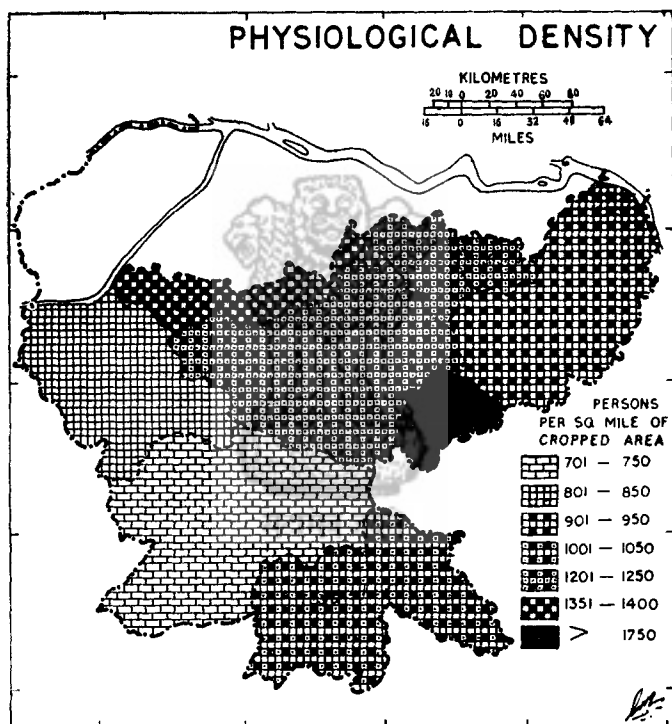 PHYSIOLOGICAL DENSITY
KILOMETRES
20 10 0 20 40 60 80
16 0 16 32 48 64
MILES
PERSONS
PER SQ MILE OF
CROPPED AREA
701 — 750
801 — 850
901 — 950
1001 — 1050
1201 — 1250
1351 — 1400
> 1750